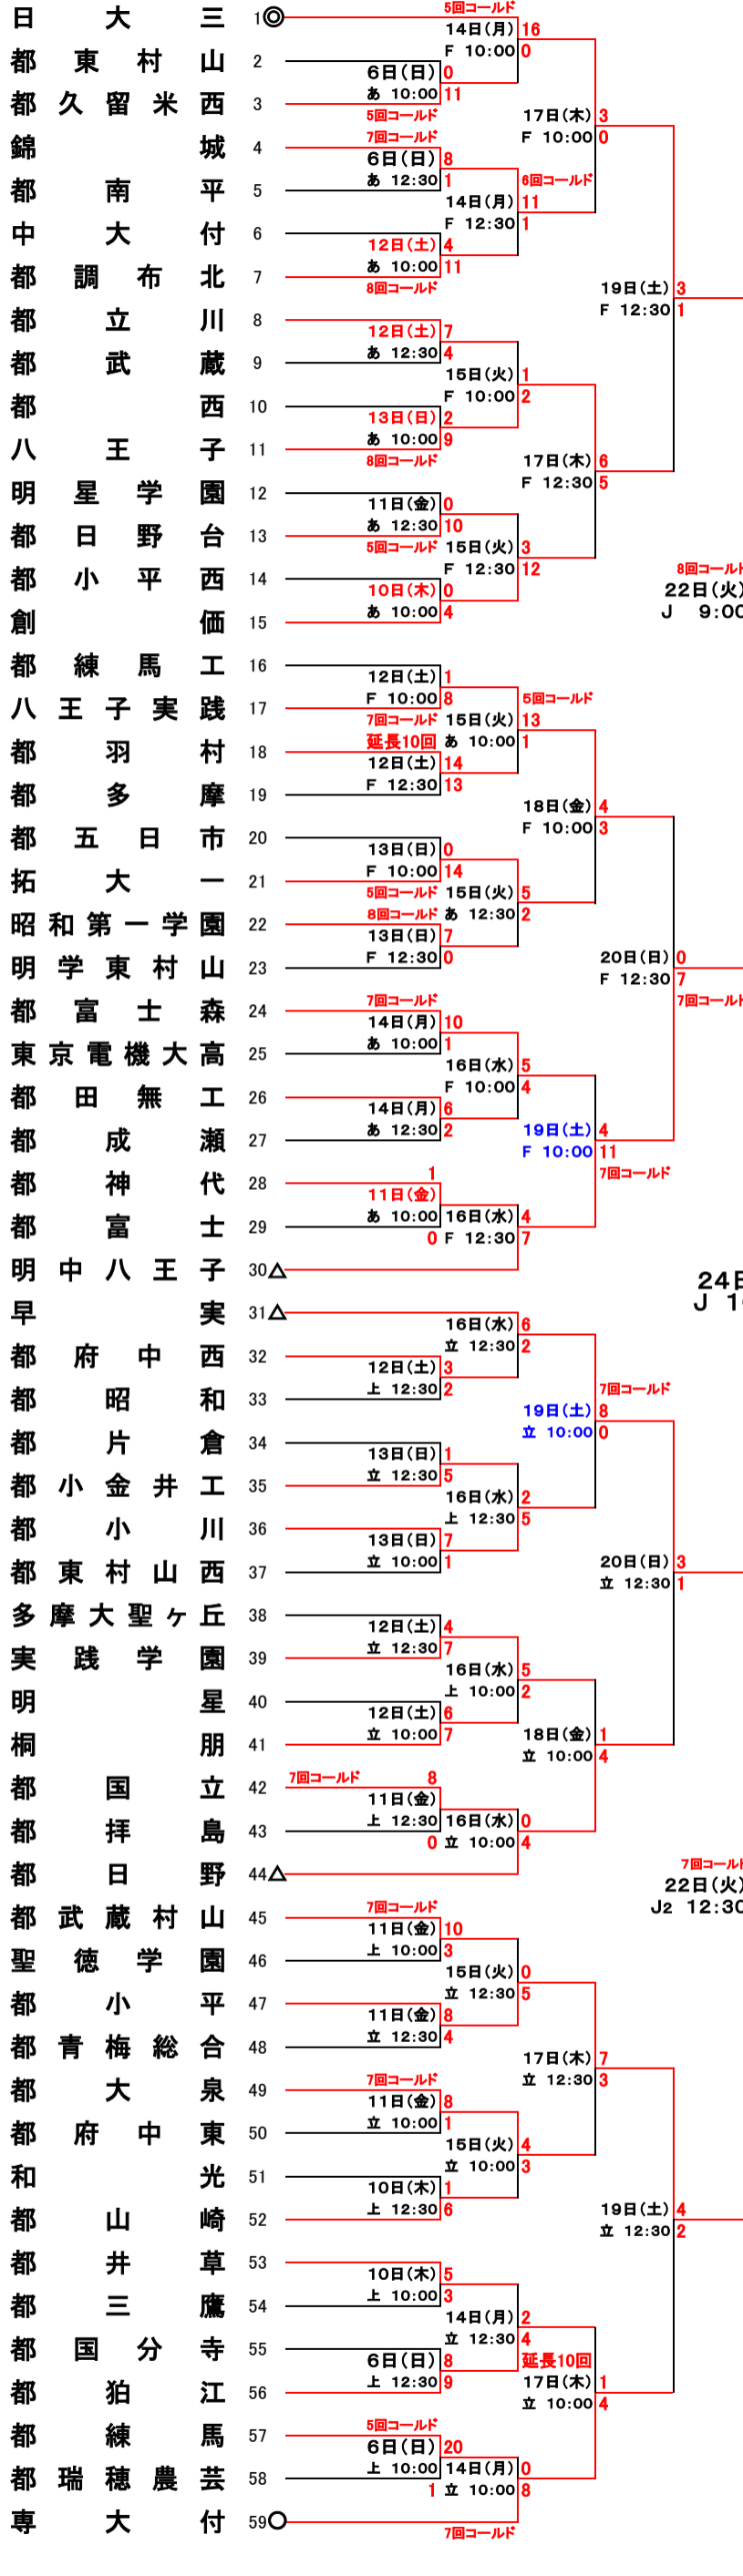 5回コールド
日大三 1◎ 14日(月) 16
F 10:00 0
都東村山 2
6日(日) 0
都久留米西 3 あ 10:00 11
5回コールド
17日(木) 3
F 10:00 0
7回コールド
錦城 4
6日(日) 8
都南平 5 あ 12:30 1
6回コールド
14日(月) 11
F 12:30 1
中大付 6
12日(土) 4
都調布北 7 あ 10:00 11
8回コールド
19日(土) 3
F 12:30 1
都立川 8
12日(土) 7
都武蔵 9 あ 12:30 4
15日(火) 1
F 10:00 2
都西 10
13日(日) 2
八王子 11 あ 10:00 9
8回コールド
17日(木) 6
F 12:30 5
明星学園 12
11日(金) 0
都日野台 13 あ 12:30 10
5回コールド
15日(火) 3
F 12:30 12
都小平西 14
10日(木) 0
創価 15 あ 10:00 4
8回コールド
22日(火)
J 9:00
都練馬工 16
12日(土) 1
八王子実践 17 F 10:00 8
7回コールド
5回コールド
15日(火) 13
あ 10:00 1
延長10回
都羽村 18
12日(土) 14
都多摩 19 F 12:30 13
18日(金) 4
F 10:00 3
都五日市 20
13日(日) 0
拓大一 21 F 10:00 14
5回コールド
15日(火) 5
あ 12:30 2
8回コールド
昭和第一学園 22
13日(日) 7
明学東村山 23 F 12:30 0
20日(日) 0
F 12:30 7
7回コールド
7回コールド
都富士森 24
14日(月) 10
東京電機大高 25 あ 10:00 1
16日(水) 5
F 10:00 4
都田無工 26
14日(月) 6
都成瀬 27 あ 12:30 2
19日(土) 4
F 10:00 11
7回コールド
都神代 28 1
11日(金)
都富士 29 あ 10:00
0
16日(水) 4
F 12:30 7
明中八王子 30△
24日
J 1
早実 31△
16日(水) 6
立 12:30 2
都府中西 32
12日(土) 3
都昭和 33 上 12:30 2
7回コールド
19日(土) 8
立 10:00 0
都片倉 34
13日(日) 1
都小金井工 35 立 12:30 5
16日(水) 2
上 12:30 5
都小川 36
13日(日) 7
都東村山西 37 立 10:00 1
20日(日) 3
立 12:30 1
多摩大聖ヶ丘 38
12日(土) 4
実践学園 39 立 12:30 7
16日(水) 5
上 10:00 2
明星 40
12日(土) 6
桐朋 41 立 10:00 7
18日(金) 1
立 10:00 4
都国立 42 7回コールド 8
11日(金)
都拝島 43 上 12:30
0
16日(水) 0
立 10:00 4
都日野 44△
7回コールド
22日(火)
J2 12:30
7回コールド
都武蔵村山 45
11日(金) 10
聖徳学園 46 上 10:00 3
15日(火) 0
立 12:30 5
都小平 47
11日(金) 8
都青梅総合 48 立 12:30 4
17日(木) 7
立 12:30 3
7回コールド
都大泉 49
11日(金) 8
都府中東 50 立 10:00 1
15日(火) 4
立 10:00 3
和光 51
10日(木) 1
都山崎 52 上 12:30 6
19日(土) 4
立 12:30 2
都井草 53
10日(木) 5
都三鷹 54 上 10:00 3
14日(月) 2
立 12:30 4
都国分寺 55
6日(日) 8
都狛江 56 上 12:30 9
延長10回
17日(木) 1
立 10:00 4
5回コールド
都練馬 57
6日(日) 20
都瑞穂農芸 58 上 10:00
1
14日(月) 0
立 10:00 8
専大付 59○
7回コールド